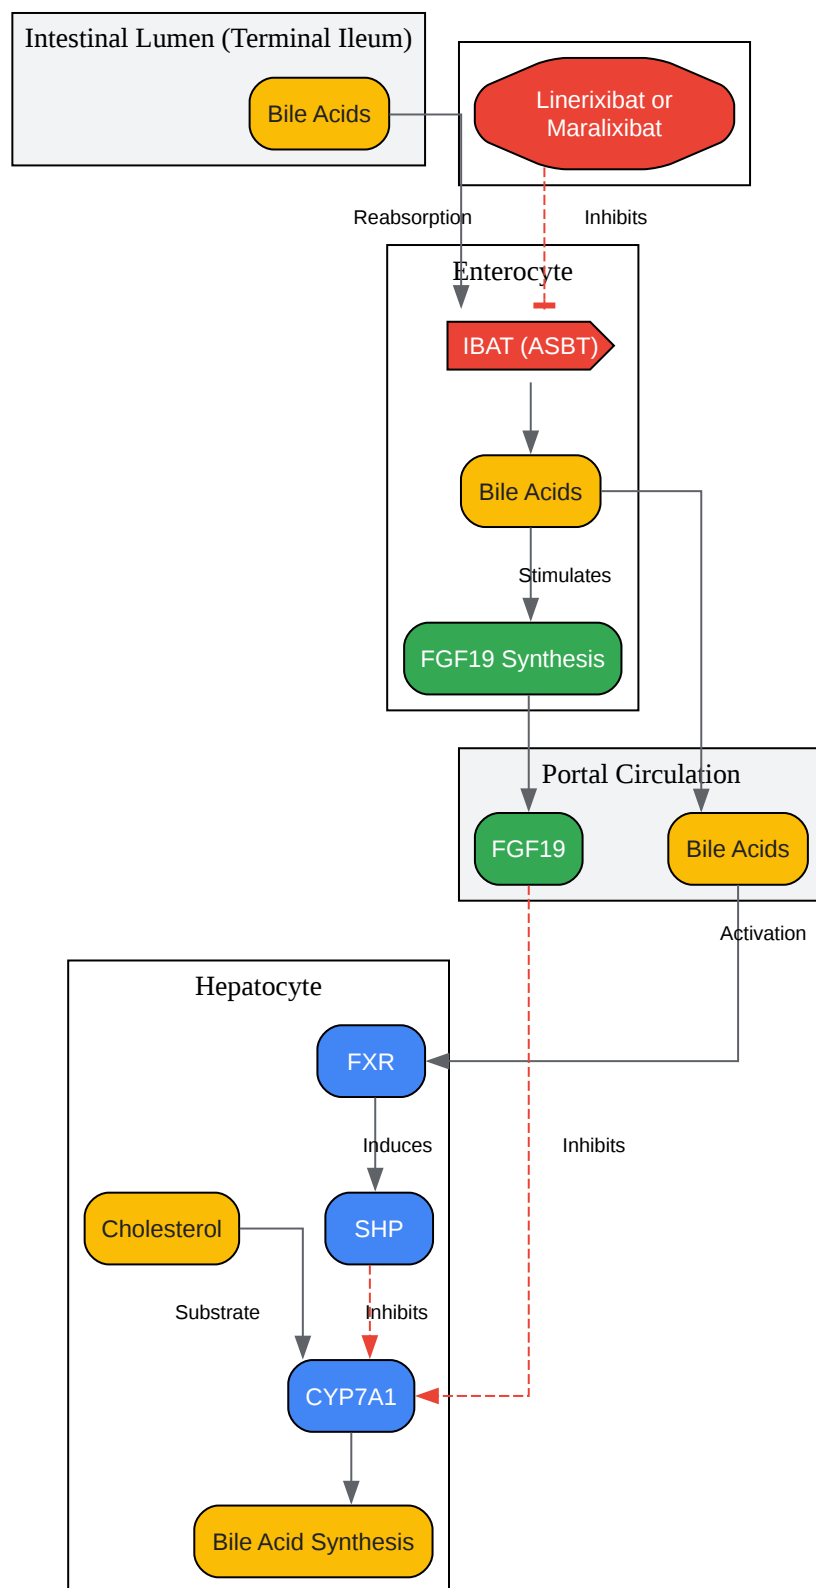 Intestinal Lumen (Terminal Ileum)
Bile Acids
Linerixibat or
Maralixibat
Reabsorption
Inhibits
Enterocyte
IBAT (ASBT)
Bile Acids
Stimulates
FGF19 Synthesis
Portal Circulation
FGF19
Bile Acids
Activation
Hepatocyte
FXR
Induces
Inhibits
Cholesterol
SHP
Substrate
Inhibits
CYP7A1
Bile Acid Synthesis